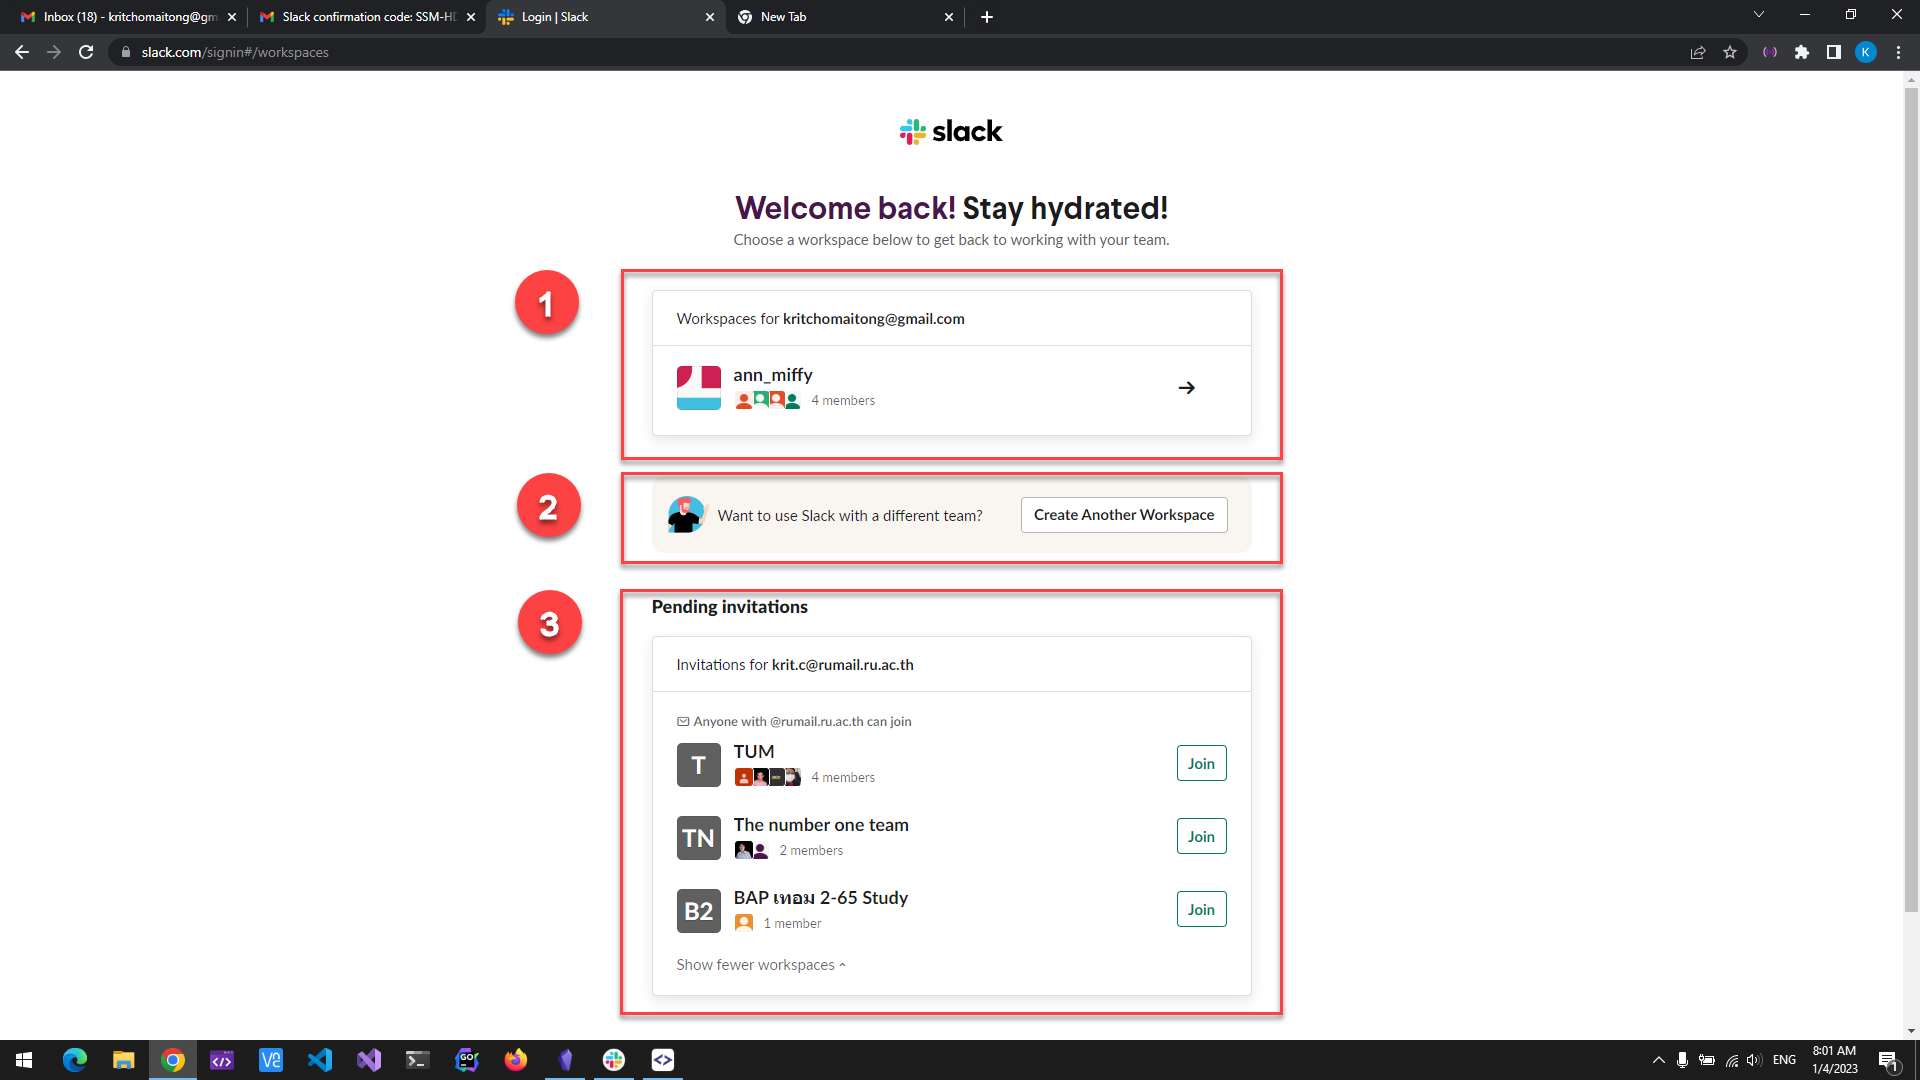 Inbox (18) - kritchomaitong@gm
Slack confirmation code: SSM-HD
Login | Slack
New Tab
slack.com/signin#/workspaces
K
slack
Welcome back! Stay hydrated!
Choose a workspace below to get back to working with your team.
1
Workspaces for kritchomaitong@gmail.com
ann_miffy
4 members
2
Want to use Slack with a different team?
Create Another Workspace
3
Pending invitations
Invitations for krit.c@rumail.ru.ac.th
Anyone with @rumail.ru.ac.th can join
T
TUM
4 members
Join
TN
The number one team
2 members
Join
B2
BAP เทอม 2-65 Study
1 member
Join
Show fewer workspaces
GO
ENG
8:01 AM
1/4/2023
1